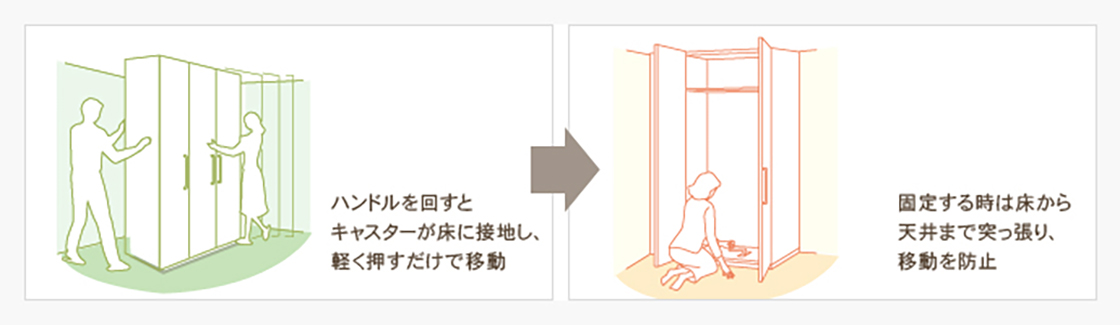 ハンドルを回すと
キャスターが床に接地し、
軽く押すだけで移動
固定する時は床から
天井まで突っ張り、
移動を防止